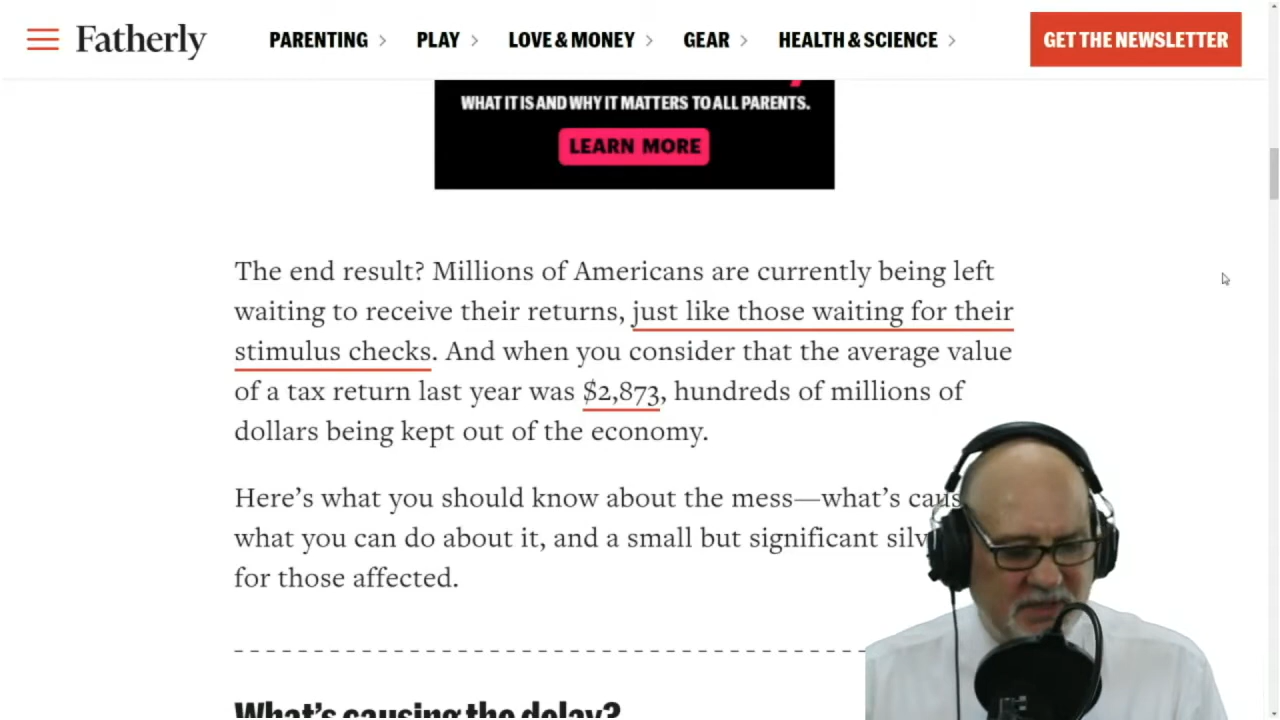 Fatherly
PARENTING
PLAY
LOVE & MONEY
GEAR
HEALTH & SCIENCE
GET THE NEWSLETTER
WHAT IT IS AND WHY IT MATTERS TO ALL PARENTS.
LEARN MORE
The end result? Millions of Americans are currently being left
waiting to receive their returns, just like those waiting for their
stimulus checks. And when you consider that the average value
of a tax return last year was $2,873, hundreds of millions of
dollars being kept out of the economy.
Here's what you should know about the mess—what's
what you can do about it, and a small but significant
for those affected.
What's causing the delay?